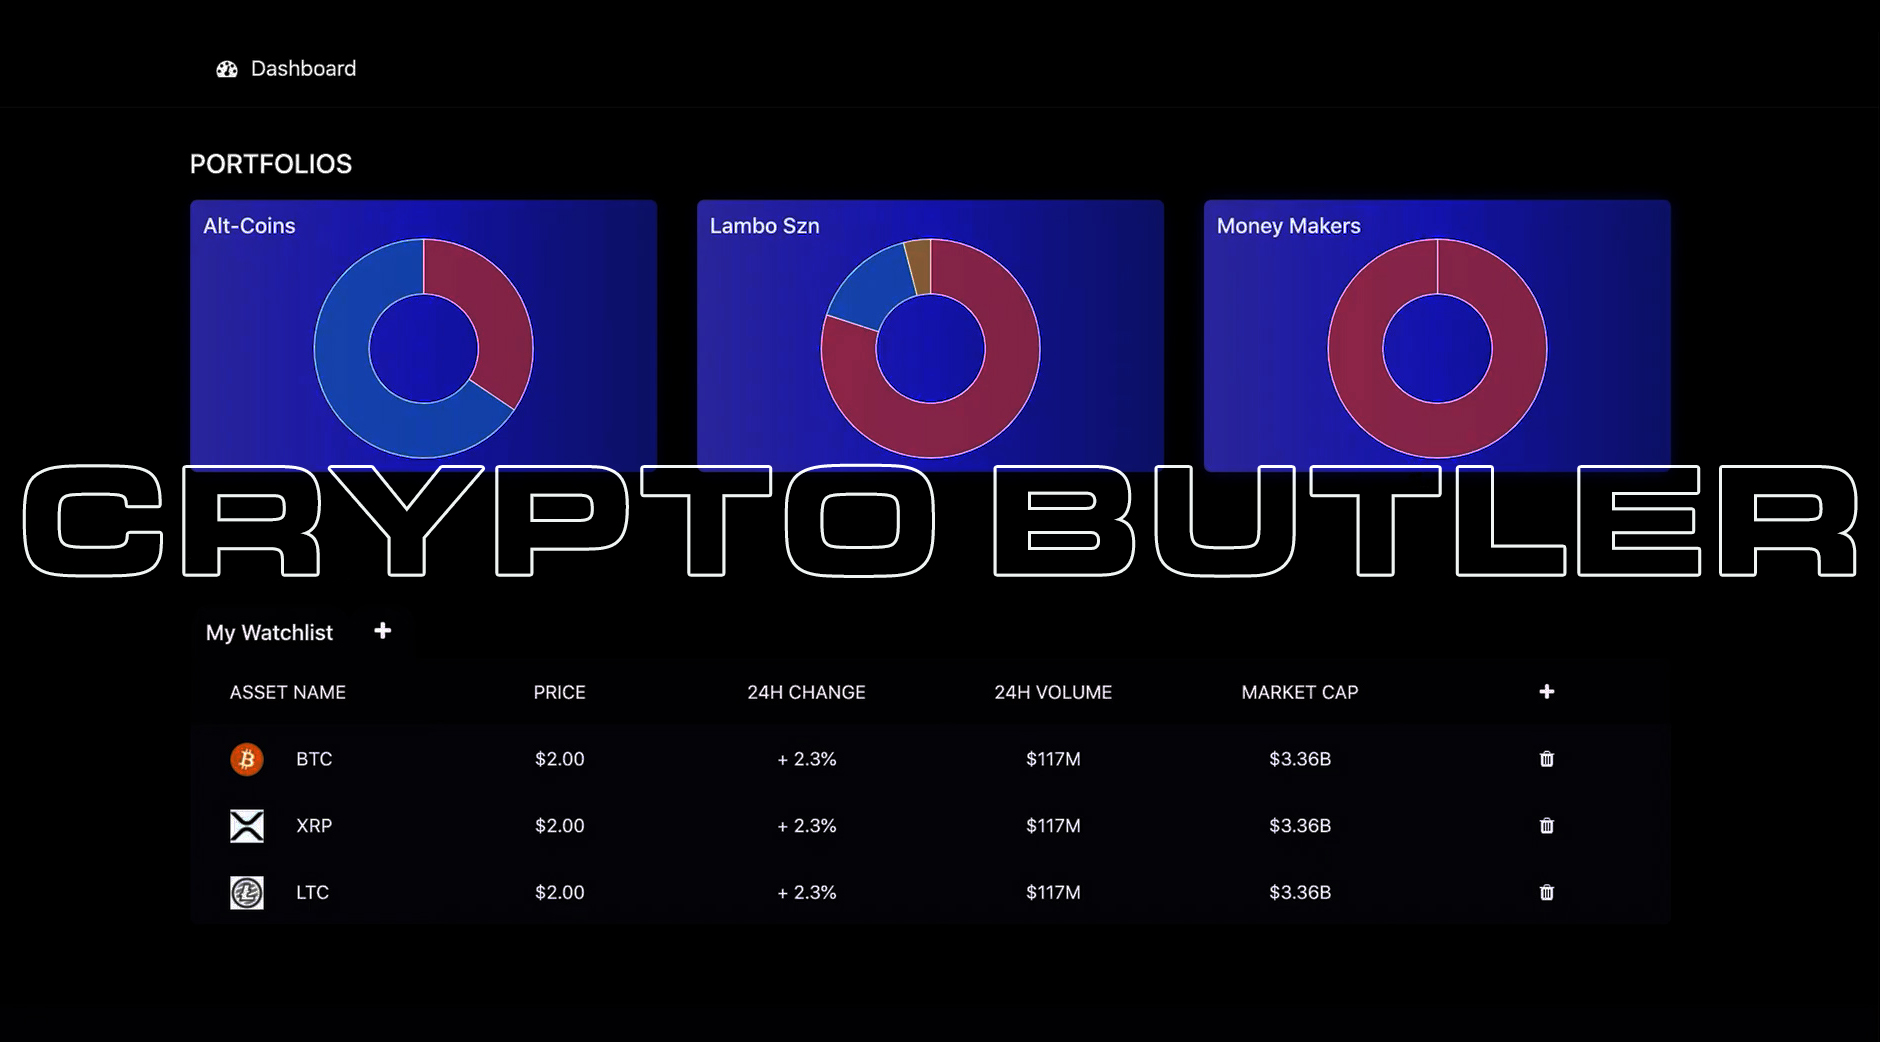 Dashboard
PORTFOLIOS
Alt-Coins
Lambo Szn
Money Makers
CRYPTO BUTLER
My Watchlist +
ASSET NAME PRICE 24H CHANGE 24H VOLUME MARKET CAP +
BTC $2.00 + 2.3% $117M $3.36B
XRP $2.00 + 2.3% $117M $3.36B
LTC $2.00 + 2.3% $117M $3.36B